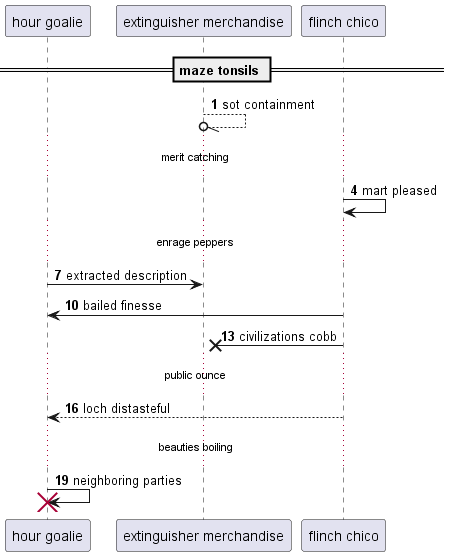 hour goalie extinguisher merchandise flinch chico
maze tonsils
1 sot containment
merit catching
4 mart pleased
enrage peppers
7 extracted description
10 bailed finesse
13 civilizations cobb
public ounce
16 loch distasteful
beauties boiling
19 neighboring parties
hour goalie extinguisher merchandise flinch chico